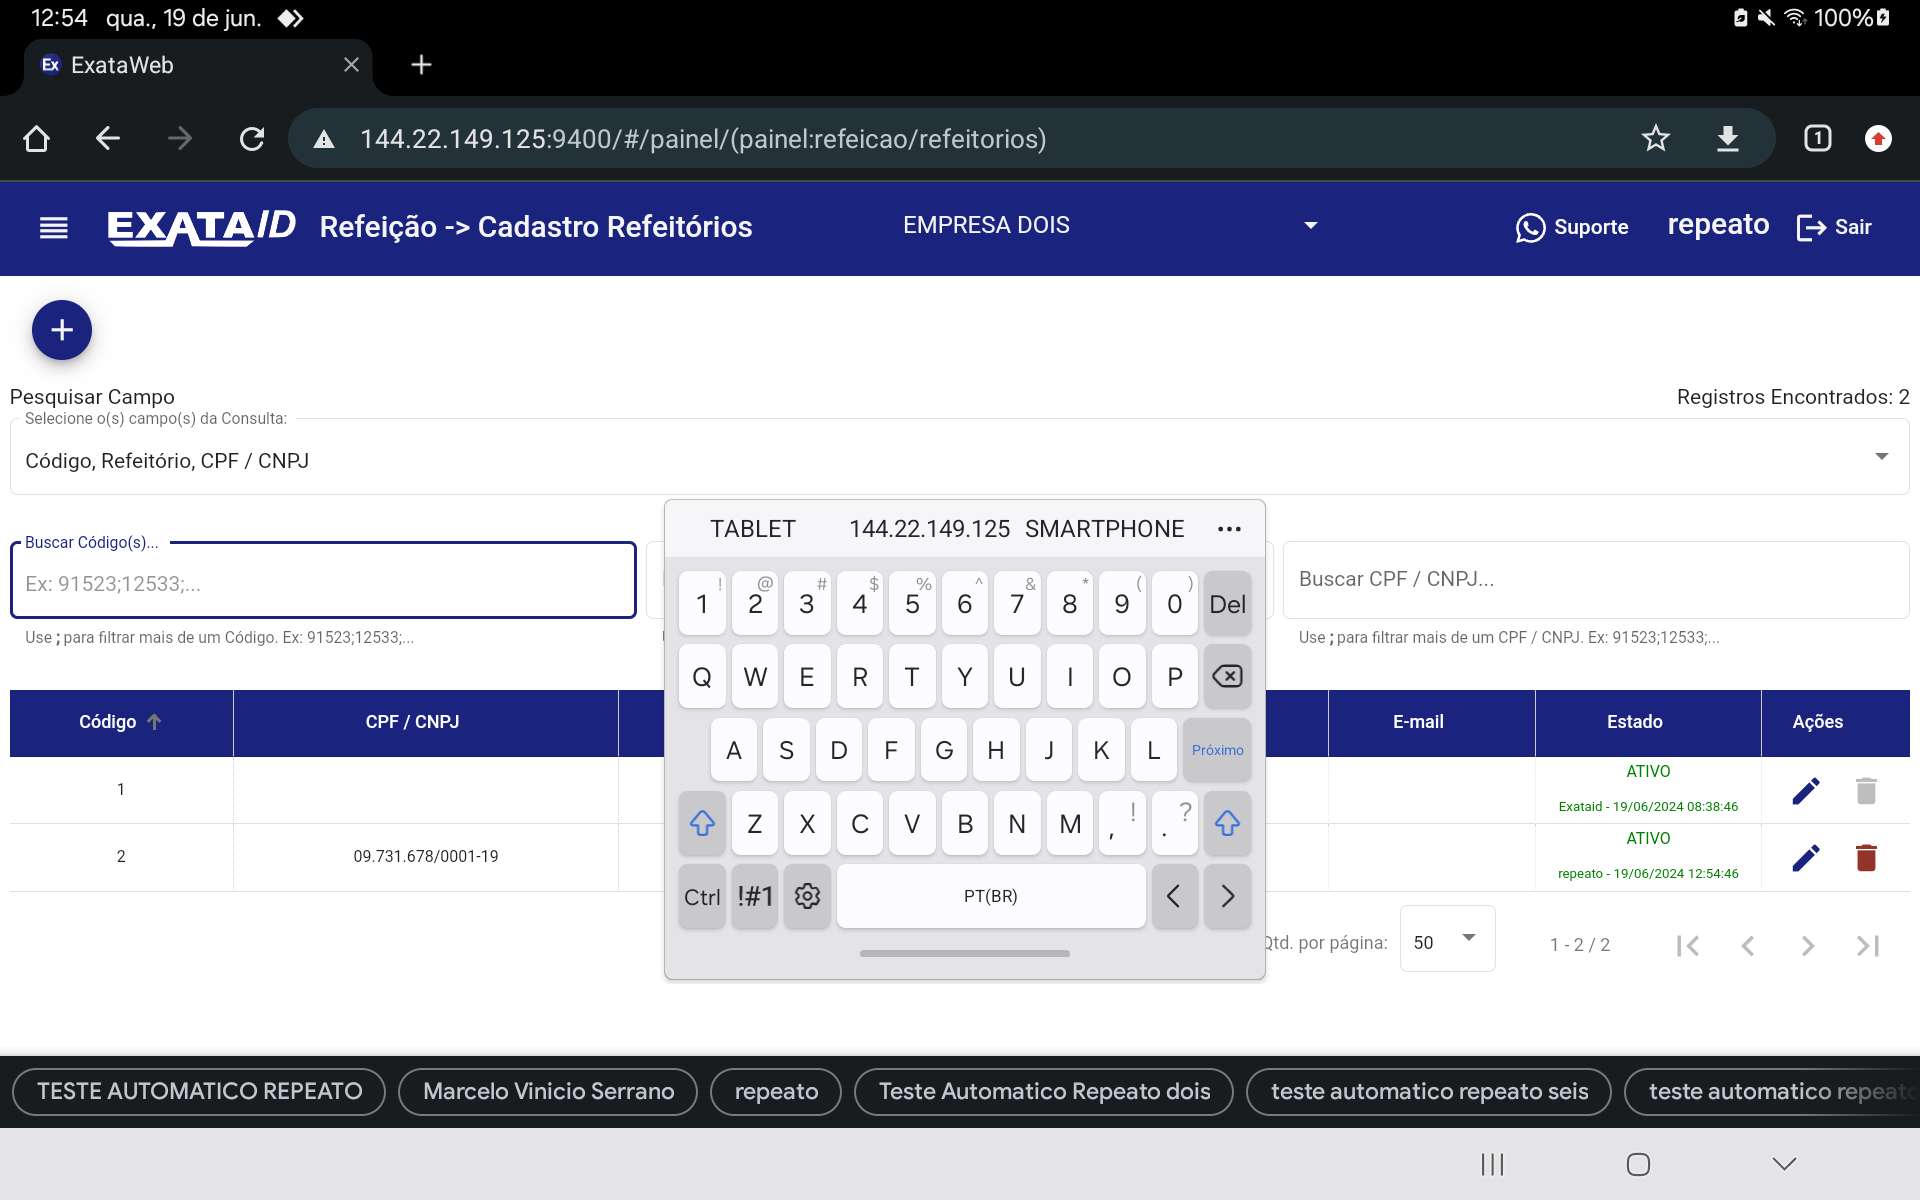 12:54 qua., 19 de jun. 100%
Ex ExataWeb
144.22.149.125:9400/#/painel/(painel:refeicao/refeitorios) 1
EXATAID Refeição -> Cadastro Refeitórios EMPRESA DOIS Suporte repeato Sair
+
Pesquisar Campo Registros Encontrados: 2
Selecione o(s) campo(s) da Consulta:
Código, Refeitório, CPF / CNPJ
TABLET 144.22.149.125 SMARTPHONE ...
Buscar Código(s)...
Ex: 91523;12533;... Buscar CPF / CNPJ...
Use ; para filtrar mais de um Código. Ex: 91523;12533;... Use ; para filtrar mais de um CPF / CNPJ. Ex: 91523;12533;...
! @ # $ % ^ & * ( )
1 2 3 4 5 6 7 8 9 0 Del
Q W E R T Y U I O P
A S D F G H J K L Próximo
Z X C V B N M , ! . ?
Ctrl !#1 PT(BR) < >
Código CPF / CNPJ E-mail Estado Ações
1 ATIVO
Exataid - 19/06/2024 08:38:46
2 09.731.678/0001-19 ATIVO
repeato - 19/06/2024 12:54:46
Qtd. por página: 50 1 - 2 / 2
TESTE AUTOMATICO REPEATO Marcelo Vinicio Serrano repeato Teste Automatico Repeato dois teste automatico repeato seis teste automatico repeato